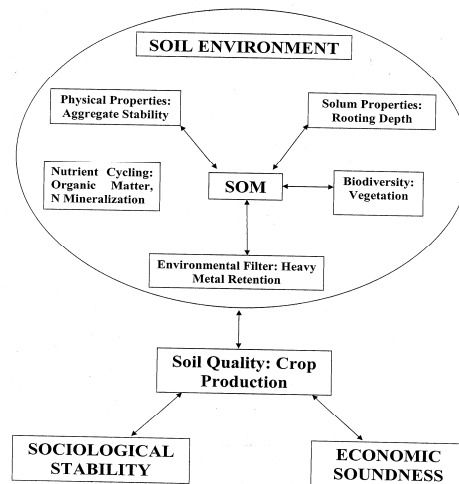 SOIL ENVIRONMENT
Physical Properties:
Aggregate Stability
Solum Properties:
Rooting Depth
Nutrient Cycling:
Organic Matter,
N Mineralization
SOM
Biodiversity:
Vegetation
Environmental Filter: Heavy
Metal Retention
Soil Quality: Crop
Production
SOCIOLOGICAL
STABILITY
ECONOMIC
SOUNDNESS